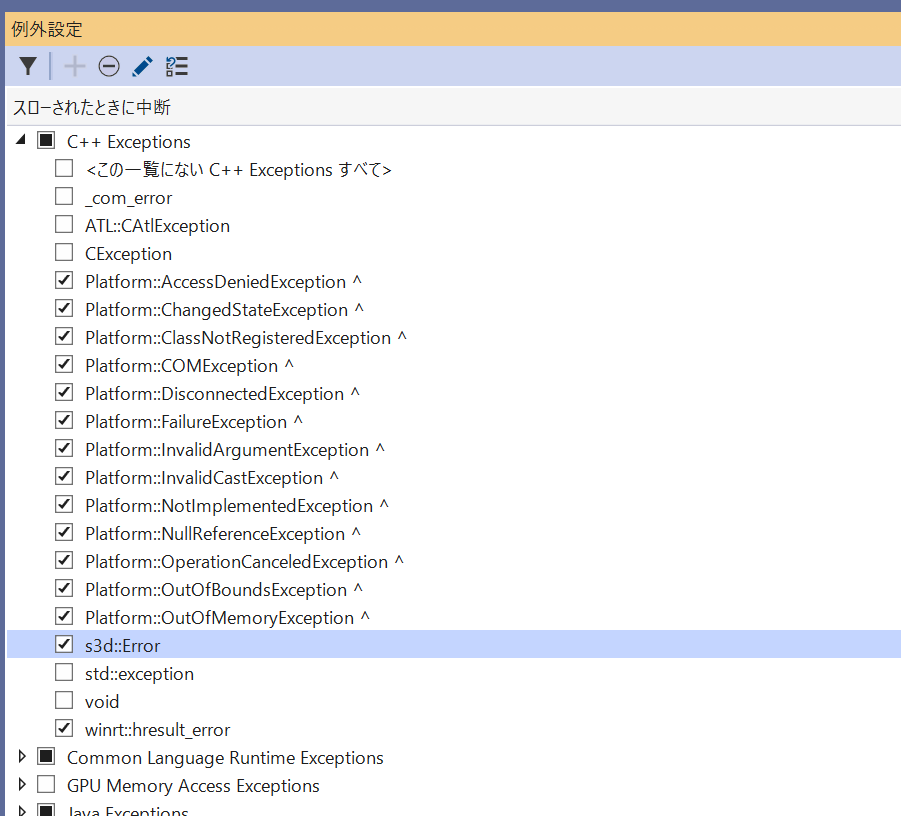 例外設定
スローされたときに中断
C++ Exceptions
<この一覧にない C++ Exceptions すべて>
_com_error
ATL::CAtlException
CException
Platform::AccessDeniedException ^
Platform::ChangedStateException ^
Platform::ClassNotRegisteredException ^
Platform::COMException ^
Platform::DisconnectedException ^
Platform::FailureException ^
Platform::InvalidArgumentException ^
Platform::InvalidCastException ^
Platform::NotImplementedException ^
Platform::NullReferenceException ^
Platform::OperationCanceledException ^
Platform::OutOfBoundsException ^
Platform::OutOfMemoryException ^
s3d::Error
std::exception
void
winrt::hresult_error
Common Language Runtime Exceptions
GPU Memory Access Exceptions
Java Exceptions